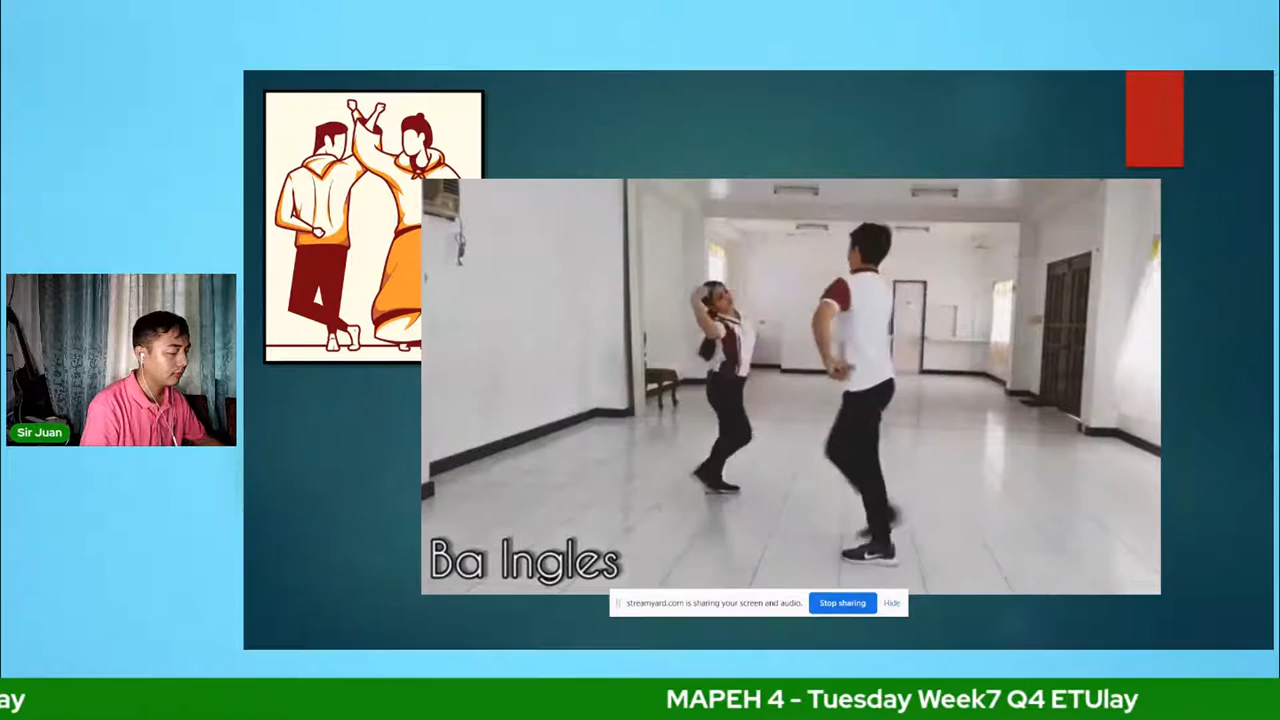 Sir Juan
Ba Ingles
streamyard.com is sharing your screen and audio.
Stop sharing
Hide
ay
MAPEH 4 - Tuesday Week7 Q4 ETUlay